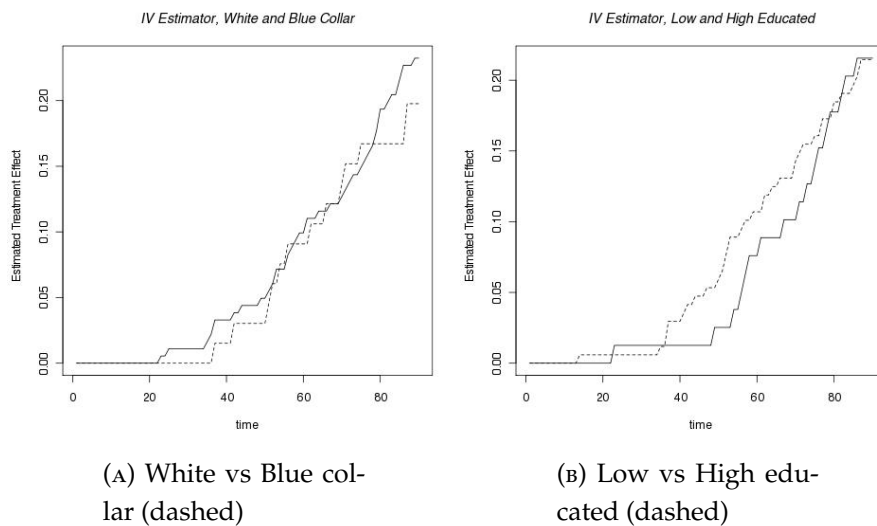 IV Estimator, White and Blue Collar
Estimated Treatment Effect
0.00
0.05
0.10
0.15
0.20
0
20
40
60
80
time
(A) White vs Blue col-
lar (dashed)
IV Estimator, Low and High Educated
Estimated Treatment Effect
0.00
0.05
0.10
0.15
0.20
0
20
40
60
80
time
(B) Low vs High edu-
cated (dashed)